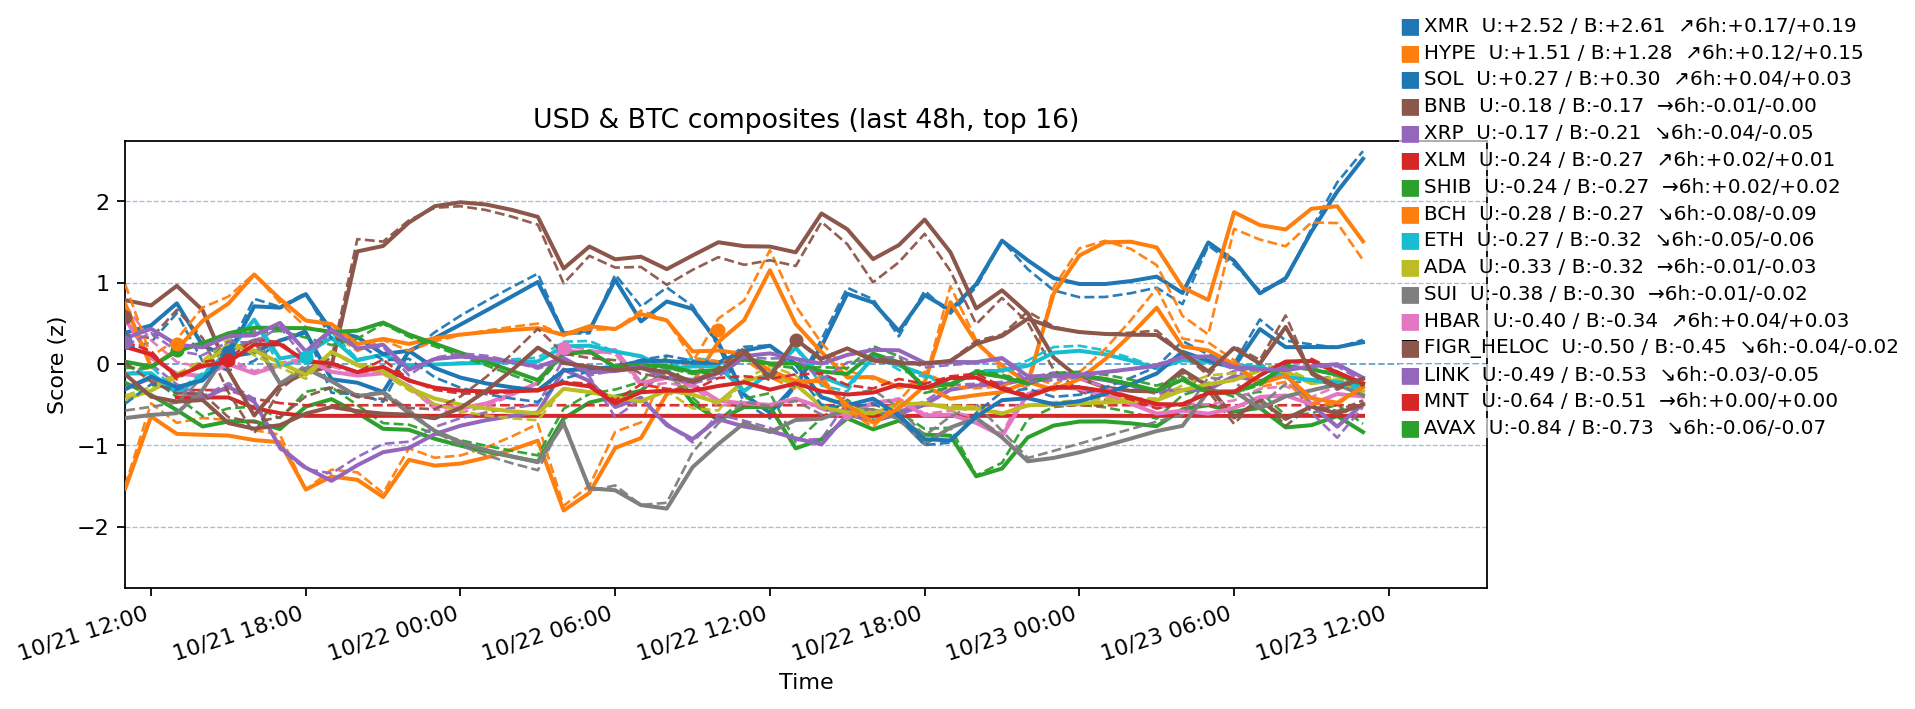 XMR U:+2.52 / B:+2.61 ↗6h:+0.17/+0.19
HYPE U:+1.51 / B:+1.28 ↗6h:+0.12/+0.15
SOL U:+0.27 / B:+0.30 ↗6h:+0.04/+0.03
BNB U:-0.18 / B:-0.17 →6h:-0.01/-0.00
XRP U:-0.17 / B:-0.21 ↘6h:-0.04/-0.05
XLM U:-0.24 / B:-0.27 ↗6h:+0.02/+0.01
SHIB U:-0.24 / B:-0.27 →6h:+0.02/+0.02
BCH U:-0.28 / B:-0.27 ↘6h:-0.08/-0.09
ETH U:-0.27 / B:-0.32 ↘6h:-0.05/-0.06
ADA U:-0.33 / B:-0.32 →6h:-0.01/-0.03
SUI U:-0.38 / B:-0.30 →6h:-0.01/-0.02
HBAR U:-0.40 / B:-0.34 ↗6h:+0.04/+0.03
FIGR_HELOC U:-0.50 / B:-0.45 ↘6h:-0.04/-0.02
LINK U:-0.49 / B:-0.53 ↘6h:-0.03/-0.05
MNT U:-0.64 / B:-0.51 →6h:+0.00/+0.00
AVAX U:-0.84 / B:-0.73 ↘6h:-0.06/-0.07
USD & BTC composites (last 48h, top 16)
Score (z)
2
1
0
−1
−2
10/21 12:00
10/21 18:00
10/22 00:00
10/22 06:00
10/22 12:00
10/22 18:00
10/23 00:00
10/23 06:00
10/23 12:00
Time